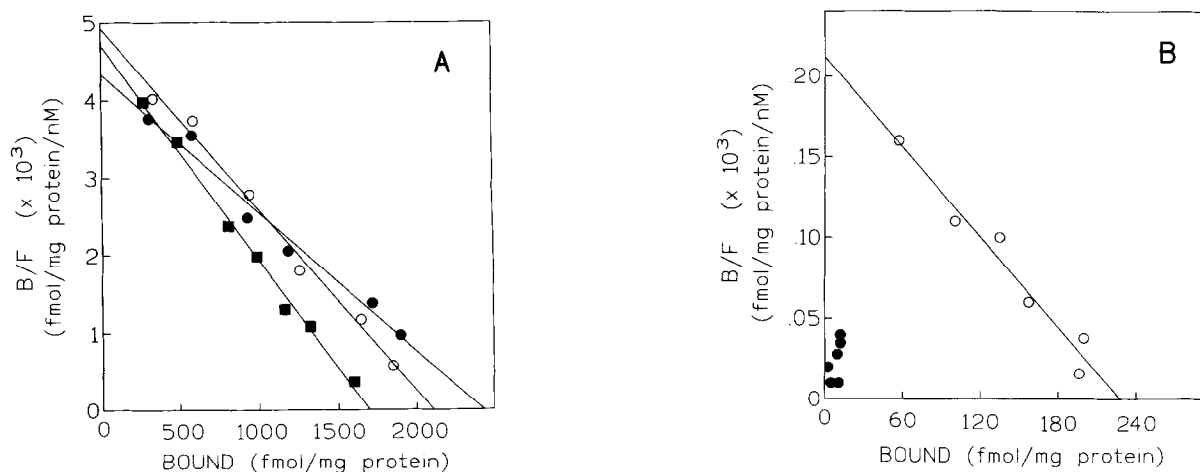 A
5
4
3
2
1
0
B/F (x 10³)
(fmol/mg protein/nM)
0 500 1000 1500 2000
BOUND (fmol/mg protein)
B
.20
.15
.10
.05
0
B/F (x 10³)
(fmol/mg protein/nM)
0 60 120 180 240
BOUND (fmol/mg protein)